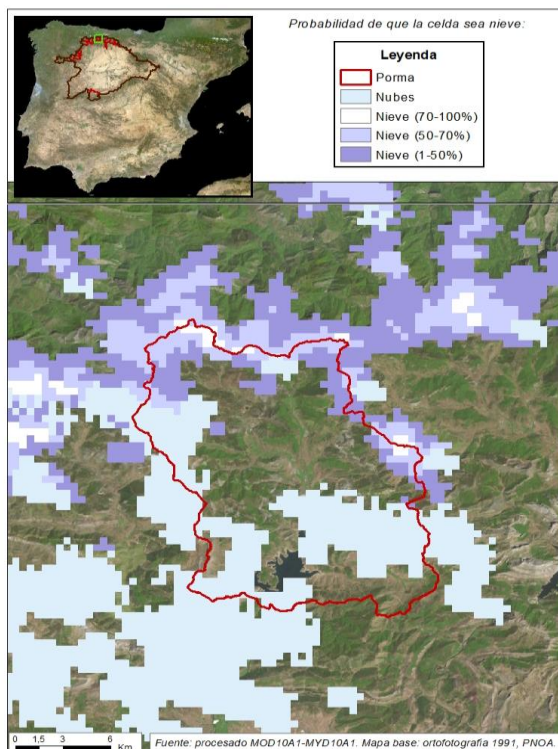 Probabilidad de que la celda sea nieve:
Leyenda
Porma
Nubes
Nieve (70-100%)
Nieve (50-70%)
Nieve (1-50%)
0 1,5 3 6
Km
Fuente: procesado MOD10A1-MYD10A1. Mapa base: ortofotografia 1991, PNOA